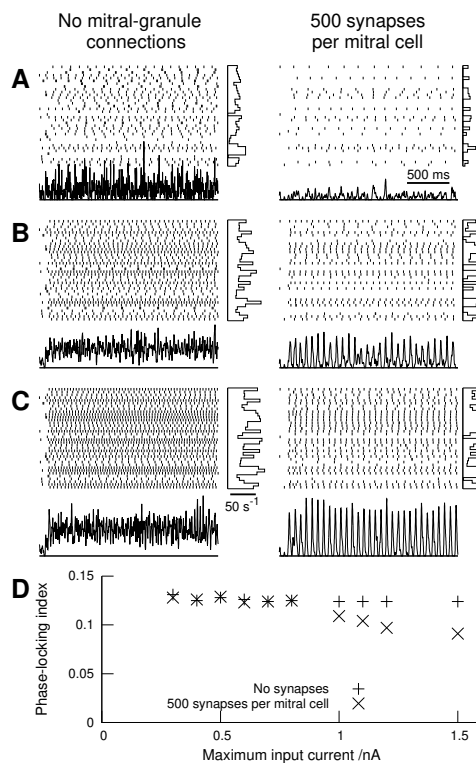 No mitral-granule
connections
500 synapses
per mitral cell
A
500 ms
B
C
50 s⁻¹
D
Phase-locking index
0.15
0.1
0.05
0
No synapses
500 synapses per mitral cell
0 0.5 1 1.5
Maximum input current /nA